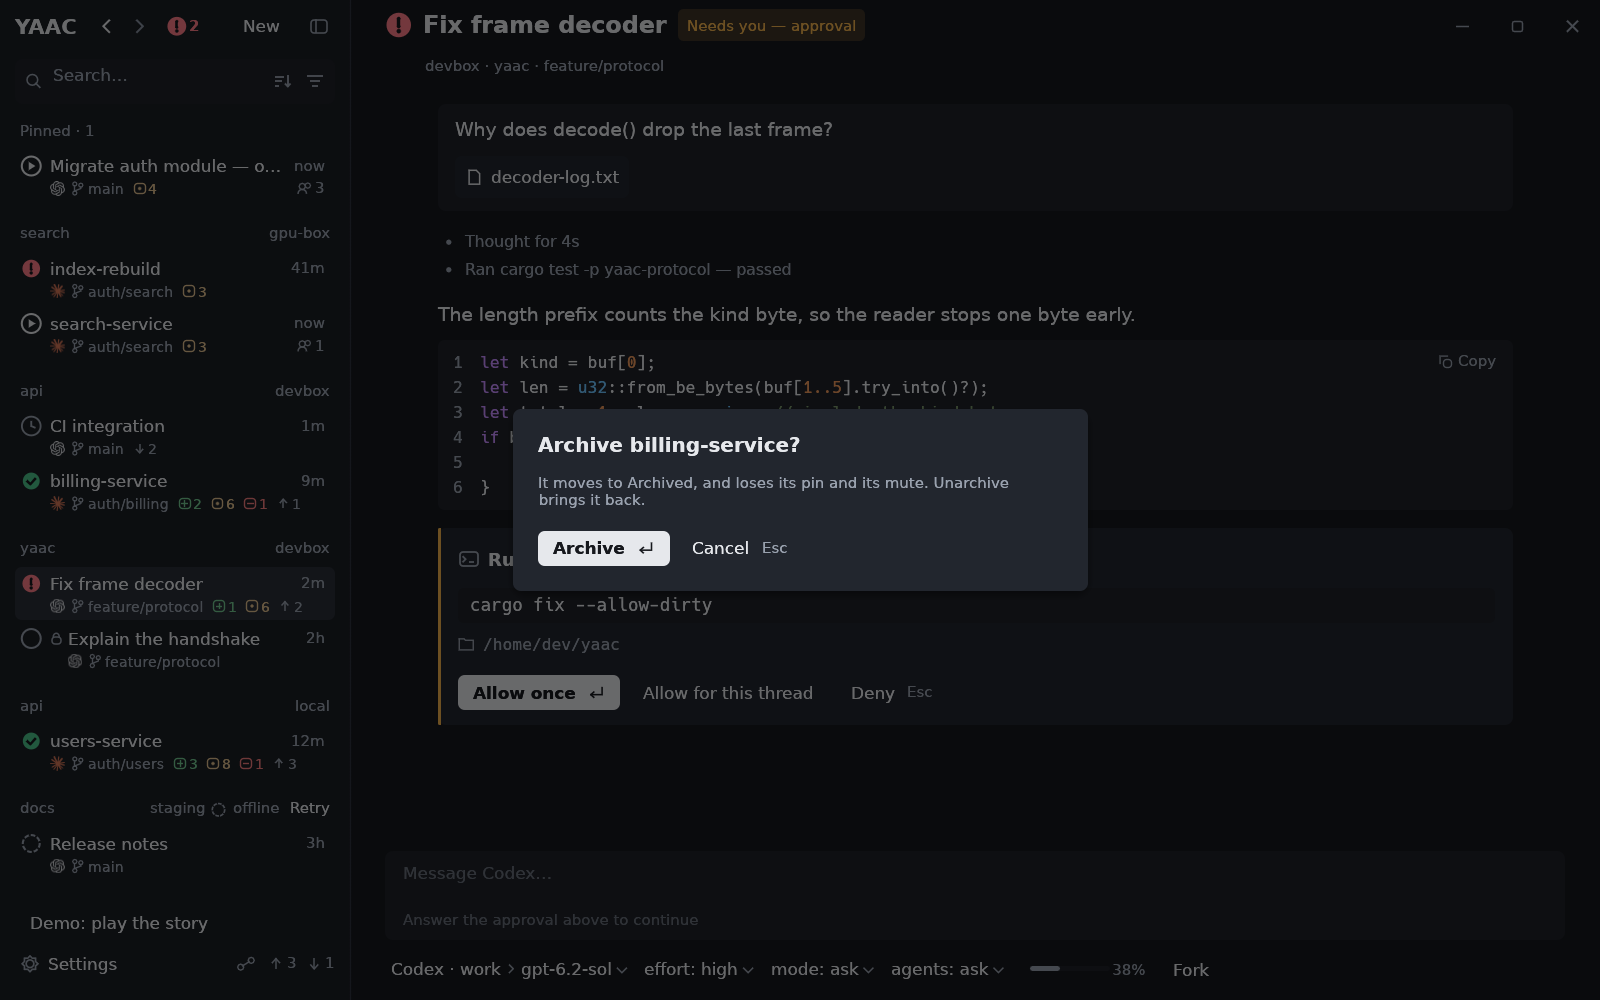 YAAC 2 New
Search...
Pinned · 1
Migrate auth module — o... now
main 4 3
search gpu-box
index-rebuild 41m
auth/search 3
search-service now
auth/search 3 1
api devbox
CI integration 1m
main 2
billing-service 9m
auth/billing 2 6 1 1
yaac devbox
Fix frame decoder 2m
feature/protocol 1 6 2
Explain the handshake 2h
feature/protocol
api local
users-service 12m
auth/users 3 8 1 3
docs staging offline Retry
Release notes 3h
main
Demo: play the story
Settings 3 1
Fix frame decoder Needs you — approval
devbox · yaac · feature/protocol
Why does decode() drop the last frame?
decoder-log.txt
• Thought for 4s
• Ran cargo test -p yaac-protocol — passed
The length prefix counts the kind byte, so the reader stops one byte early.
Copy
1 let kind = buf[0];
2 let len = u32::from_be_bytes(buf[1..5].try_into()?);
3 let
4 if
5
6 }
Archive billing-service?
It moves to Archived, and loses its pin and its mute. Unarchive
brings it back.
Archive ↵ Cancel Esc
Ru
cargo fix --allow-dirty
/home/dev/yaac
Allow once ↵ Allow for this thread Deny Esc
Message Codex...
Answer the approval above to continue
Codex · work › gpt-6.2-sol effort: high mode: ask agents: ask 38% Fork